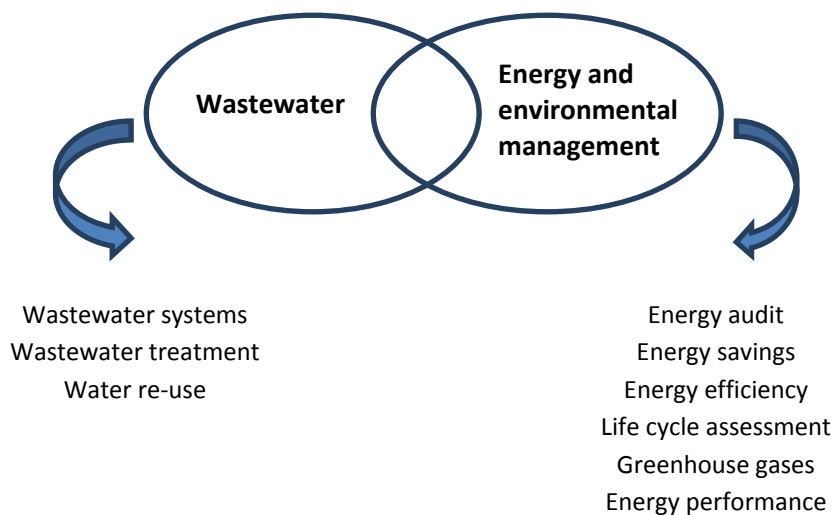 Wastewater
Energy and
environmental
management
Wastewater systems
Wastewater treatment
Water re-use
Energy audit
Energy savings
Energy efficiency
Life cycle assessment
Greenhouse gases
Energy performance